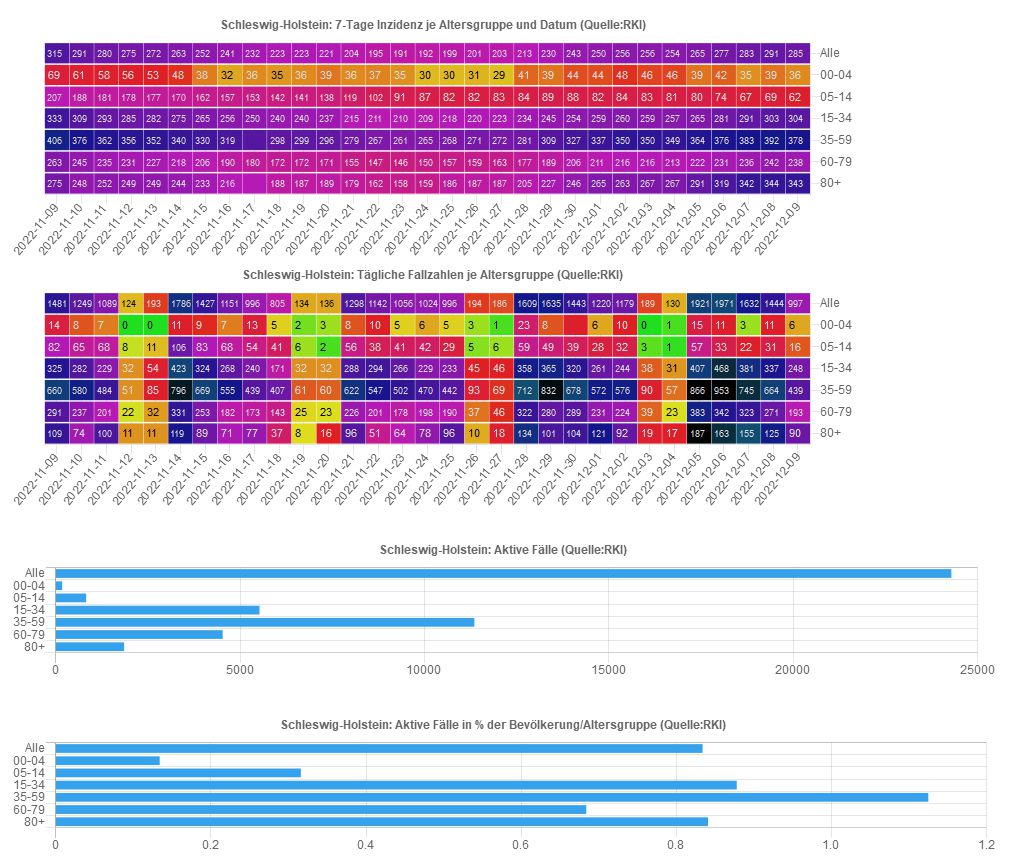 Schleswig-Holstein: 7-Tage Inzidenz je Altersgruppe und Datum (Quelle:RKI)
315 291 280 275 272 263 252 241 232 223 223 221 204 195 191 192 199 201 203 213 230 243 250 256 256 254 265 277 283 291 285 Alle
69 61 58 56 53 48 38 32 36 35 36 39 36 37 35 30 30 31 29 41 39 44 44 48 46 46 39 42 35 39 36 00-04
207 188 181 178 177 170 162 157 153 142 141 138 119 102 91 87 82 82 83 84 89 88 82 84 83 81 80 74 67 69 62 05-14
333 309 293 285 282 275 265 256 250 240 240 237 215 211 210 209 218 220 223 234 245 251 260 259 260 257 265 281 291 303 304 15-34
406 376 362 356 352 340 330 319 298 299 296 279 267 261 265 268 271 272 281 309 327 337 350 350 349 364 376 383 392 378 35-59
263 245 235 231 227 218 206 190 180 172 172 171 155 147 146 150 157 159 163 177 189 206 211 216 216 213 222 231 236 242 238 60-79
275 248 252 249 249 244 233 216 188 187 189 179 162 158 159 186 187 187 205 227 246 265 263 267 267 291 319 342 344 343 80+
2022-11-09 2022-11-10 2022-11-11 2022-11-12 2022-11-13 2022-11-14 2022-11-15 2022-11-16 2022-11-17 2022-11-18 2022-11-19 2022-11-20 2022-11-21 2022-11-22 2022-11-23 2022-11-24 2022-11-25 2022-11-26 2022-11-27 2022-11-28 2022-11-29 2022-11-30 2022-12-01 2022-12-02 2022-12-03 2022-12-04 2022-12-05 2022-12-06 2022-12-07 2022-12-08 2022-12-09
Schleswig-Holstein: Tägliche Fallzahlen je Altersgruppe (Quelle:RKI)
1481 1249 1089 124 193 1786 1427 1151 996 805 134 136 1298 1142 1056 1024 996 194 186 1609 1635 1443 1220 1179 189 130 1921 1971 1632 1444 997 Alle
14 8 7 0 0 11 9 7 13 5 2 3 8 10 5 6 5 3 1 23 8 6 10 0 1 15 11 3 11 6 00-04
82 65 68 8 11 106 83 68 54 41 6 2 56 38 41 42 29 5 6 59 49 39 28 32 3 1 57 33 22 31 16 05-14
325 282 229 32 54 423 324 268 240 171 32 32 288 294 266 229 233 45 46 358 365 320 261 244 38 31 407 468 381 337 248 15-34
660 580 484 51 85 796 669 555 439 407 61 60 622 547 502 470 442 93 69 712 832 678 572 576 90 57 866 953 745 664 439 35-59
291 237 201 22 32 331 253 182 173 143 25 23 226 201 178 198 190 37 46 322 280 289 231 224 39 23 383 342 323 271 193 60-79
109 74 100 11 11 119 89 71 77 37 8 16 96 51 64 78 96 10 18 134 101 104 121 92 19 17 187 163 155 125 90 80+
2022-11-09 2022-11-10 2022-11-11 2022-11-12 2022-11-13 2022-11-14 2022-11-15 2022-11-16 2022-11-17 2022-11-18 2022-11-19 2022-11-20 2022-11-21 2022-11-22 2022-11-23 2022-11-24 2022-11-25 2022-11-26 2022-11-27 2022-11-28 2022-11-29 2022-11-30 2022-12-01 2022-12-02 2022-12-03 2022-12-04 2022-12-05 2022-12-06 2022-12-07 2022-12-08 2022-12-09
Schleswig-Holstein: Aktive Fälle (Quelle:RKI)
Alle
00-04
05-14
15-34
35-59
60-79
80+
0 5000 10000 15000 20000 25000
Schleswig-Holstein: Aktive Fälle in % der Bevölkerung/Altersgruppe (Quelle:RKI)
Alle
00-04
05-14
15-34
35-59
60-79
80+
0 0.2 0.4 0.6 0.8 1.0 1.2